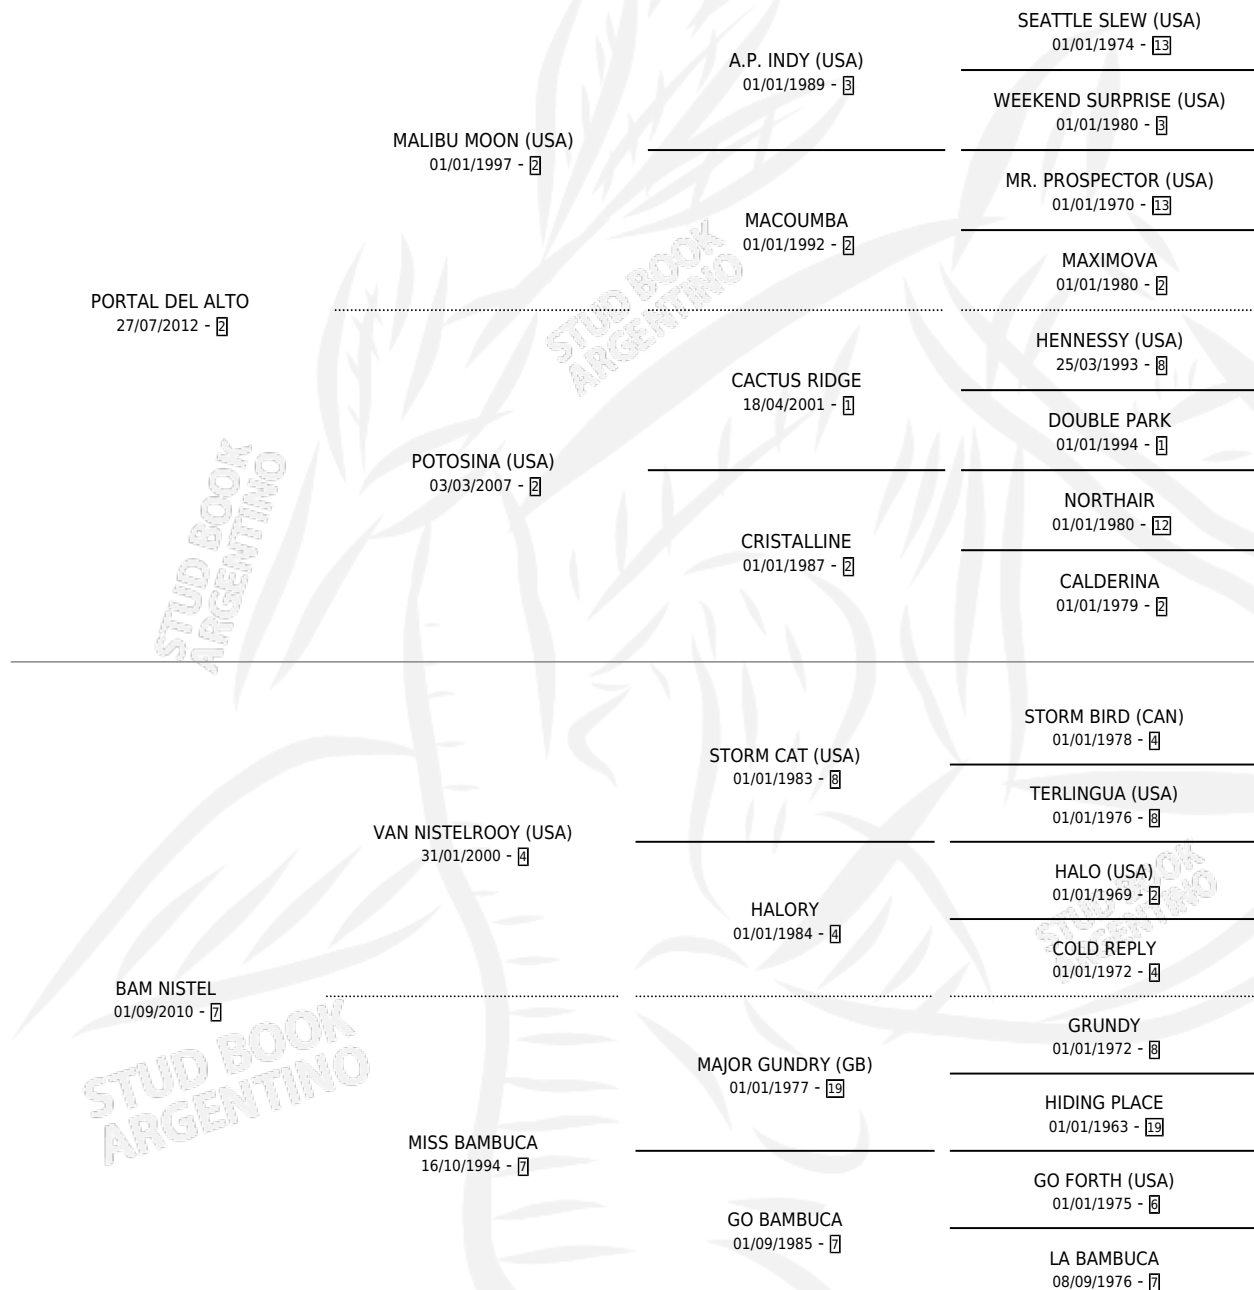 SEATTLE SLEW (USA)
01/01/1974 - 13
A.P. INDY (USA)
01/01/1989 - 3
WEEKEND SURPRISE (USA)
01/01/1980 - 3
MALIBU MOON (USA)
01/01/1997 - 2
MR. PROSPECTOR (USA)
01/01/1970 - 13
MACOUMBA
01/01/1992 - 2
MAXIMOVA
01/01/1980 - 2
PORTAL DEL ALTO
27/07/2012 - 2
STUD BOOK
ARGENTINO
HENNESSY (USA)
25/03/1993 - 8
CACTUS RIDGE
18/04/2001 - 1
DOUBLE PARK
01/01/1994 - 1
POTOSINA (USA)
03/03/2007 - 2
NORTHAIR
01/01/1980 - 12
CRISTALLINE
01/01/1987 - 2
CALDERINA
01/01/1979 - 2
STUD BOOK
ARGENTINO
STORM BIRD (CAN)
01/01/1978 - 4
STORM CAT (USA)
01/01/1983 - 8
TERLINGUA (USA)
01/01/1976 - 8
VAN NISTELROOY (USA)
31/01/2000 - 4
HALO (USA)
01/01/1969 - 2
HALORY
01/01/1984 - 4
COLD REPLY
01/01/1972 - 4
STUD BOOK
ARGENTINO
BAM NISTEL
01/09/2010 - 7
GRUNDY
01/01/1972 - 8
MAJOR GUNDRY (GB)
01/01/1977 - 19
HIDING PLACE
01/01/1963 - 19
STUD BOOK
ARGENTINO
MISS BAMBUCA
16/10/1994 - 7
GO FORTH (USA)
01/01/1975 - 6
GO BAMBUCA
01/09/1985 - 7
LA BAMBUCA
08/09/1976 - 7